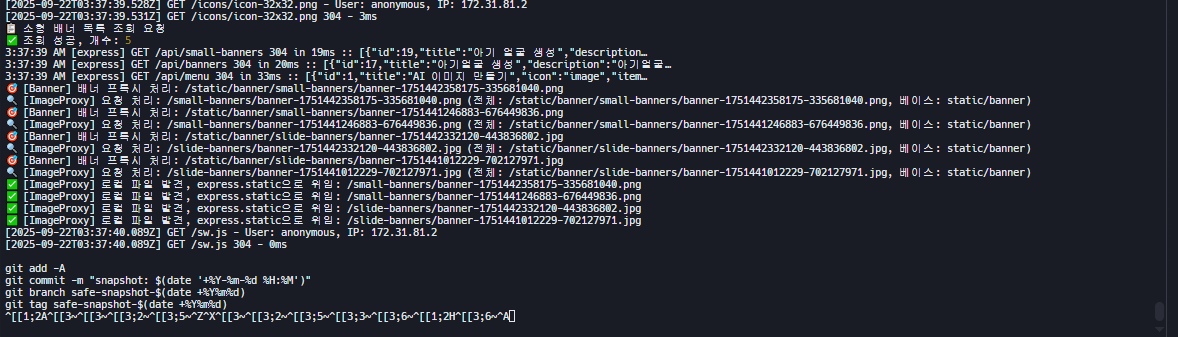 [2025-09-22T03:37:39.528Z] GET /icons/icon-32x32.png - User: anonymous, IP: 172.31.81.2
[2025-09-22T03:37:39.531Z] GET /icons/icon-32x32.png 304 - 3ms
📋 소형 배너 목록 조회 요청
✅ 조회 성공, 개수: 5
3:37:39 AM [express] GET /api/small-banners 304 in 19ms :: [{"id":19,"title":"아기 얼굴 생성","description…
3:37:39 AM [express] GET /api/banners 304 in 20ms :: [{"id":17,"title":"아기얼굴 생성","description":"아기얼굴…
3:37:39 AM [express] GET /api/menu 304 in 33ms :: [{"id":1,"title":"AI 이미지 만들기","icon":"image","item…
🎯 [Banner] 배너 프록시 처리: /static/banner/small-banners/banner-1751442358175-335681040.png
🔍 [ImageProxy] 요청 처리: /small-banners/banner-1751442358175-335681040.png (전체: /static/banner/small-banners/banner-1751442358175-335681040.png, 베이스: static/banner)
🎯 [Banner] 배너 프록시 처리: /static/banner/small-banners/banner-1751441246883-676449836.png
🔍 [ImageProxy] 요청 처리: /small-banners/banner-1751441246883-676449836.png (전체: /static/banner/small-banners/banner-1751441246883-676449836.png, 베이스: static/banner)
🎯 [Banner] 배너 프록시 처리: /static/banner/slide-banners/banner-1751442332120-443836802.jpg
🔍 [ImageProxy] 요청 처리: /slide-banners/banner-1751442332120-443836802.jpg (전체: /static/banner/slide-banners/banner-1751442332120-443836802.jpg, 베이스: static/banner)
🎯 [Banner] 배너 프록시 처리: /static/banner/slide-banners/banner-1751441012229-702127971.jpg
🔍 [ImageProxy] 요청 처리: /slide-banners/banner-1751441012229-702127971.jpg (전체: /static/banner/slide-banners/banner-1751441012229-702127971.jpg, 베이스: static/banner)
✅ [ImageProxy] 로컬 파일 발견, express.static으로 위임: /small-banners/banner-1751442358175-335681040.png
✅ [ImageProxy] 로컬 파일 발견, express.static으로 위임: /small-banners/banner-1751441246883-676449836.png
✅ [ImageProxy] 로컬 파일 발견, express.static으로 위임: /slide-banners/banner-1751442332120-443836802.jpg
✅ [ImageProxy] 로컬 파일 발견, express.static으로 위임: /slide-banners/banner-1751441012229-702127971.jpg
[2025-09-22T03:37:40.089Z] GET /sw.js - User: anonymous, IP: 172.31.81.2
[2025-09-22T03:37:40.089Z] GET /sw.js 304 - 0ms
git add -A
git commit -m "snapshot: $(date '+%Y-%m-%d %H:%M')"
git branch safe-snapshot-$(date +%Y%m%d)
git tag safe-snapshot-$(date +%Y%m%d)
^[[1;2A^[[3~^[[3~^[[3;2~^[[3;5~^Z^X^[[3~^[[3;2~^[[3;5~^[[3;3~^[[3;6~^[[1;2H^[[3;6~^A